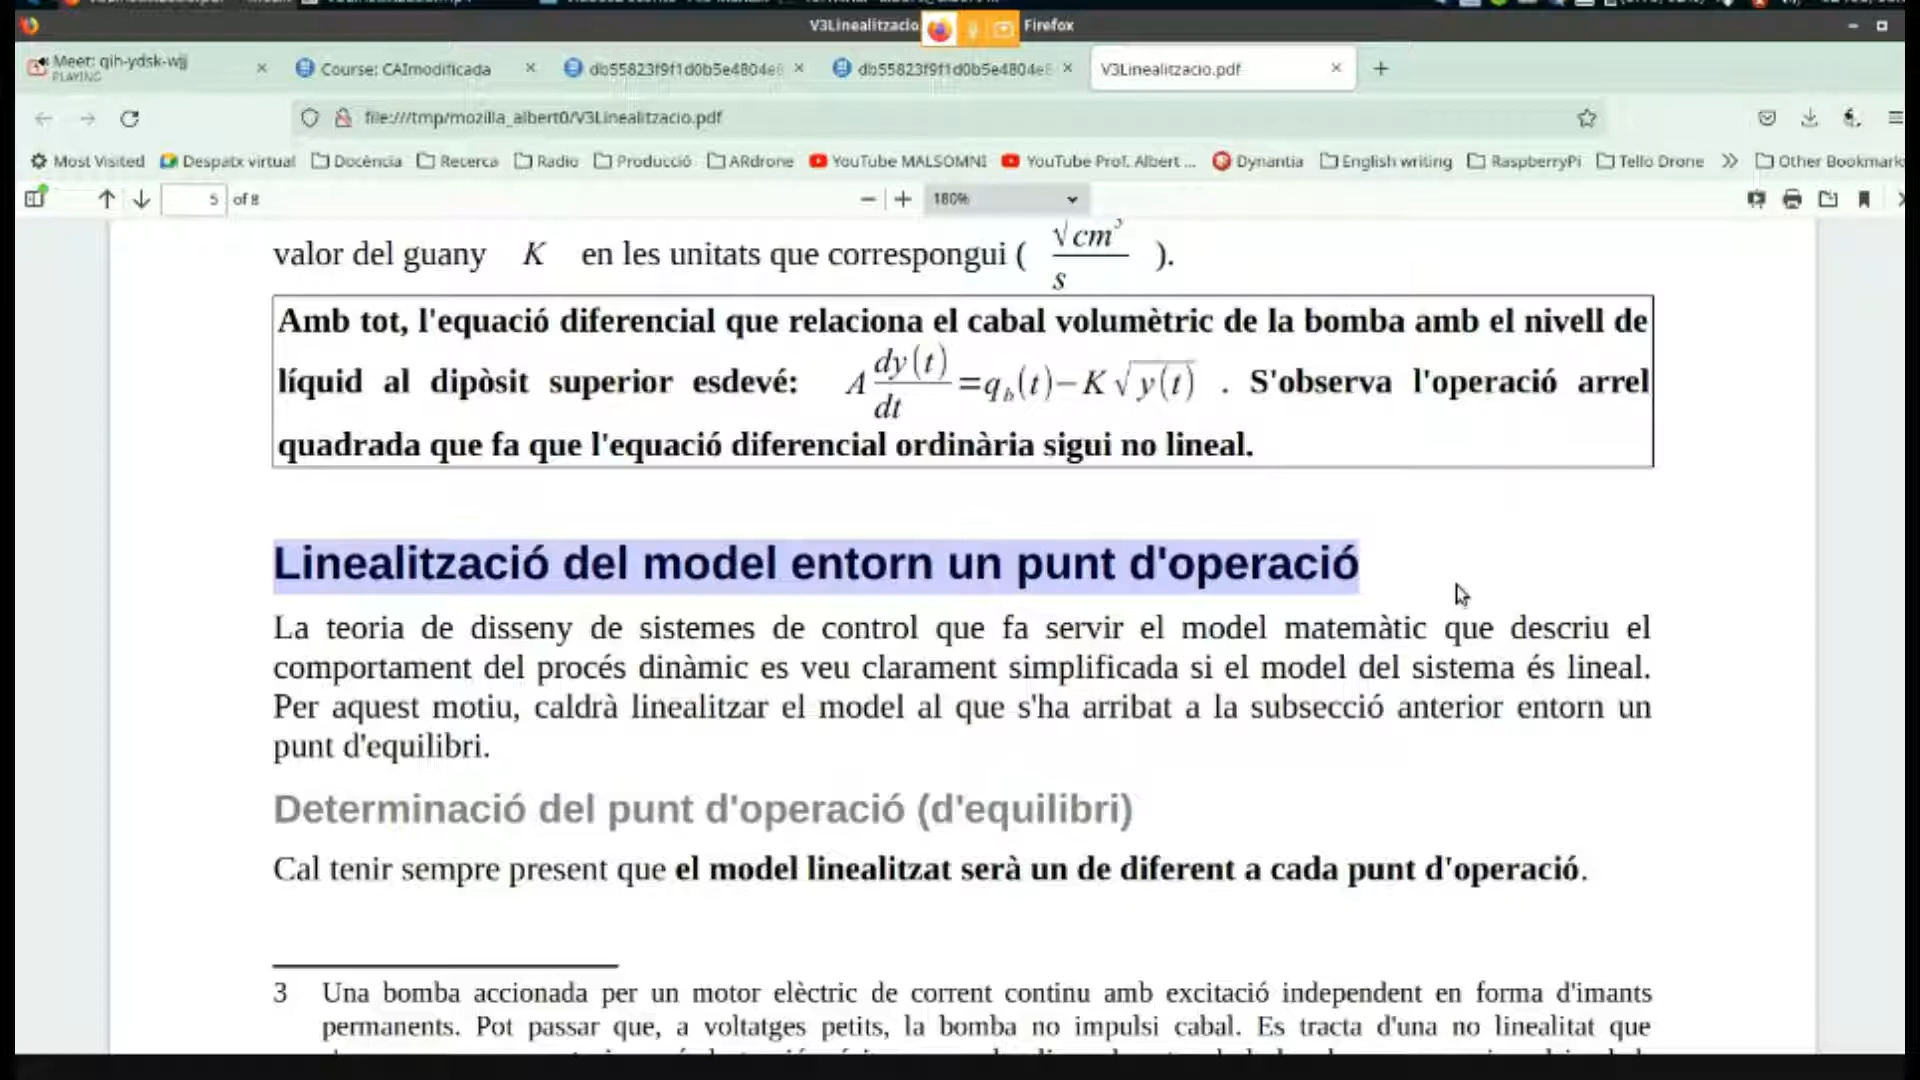 V3Linealitzacio Firefox
Meet: qih-ydsk-wjj
PLAYING
Course: CAImodificada
db55823f9f1d0b5e4804e
db55823f9f1d0b5e4804e
V3Linealitzacio.pdf
file:///tmp/mozilla_albert0/V3Linealitzacio.pdf
Most Visited Despatx virtual Docència Recerca Radio Producció ARdrone YouTube MALSOMNI YouTube Prof. Albert ... Dynantia English writing RaspberryPi Tello Drone Other Bookmark
5 of 8 180%
valor del guany K en les unitats que correspongui ( √cm⁵ / s ).
Amb tot, l'equació diferencial que relaciona el cabal volumètric de la bomba amb el nivell de
líquid al dipòsit superior esdevé: A dy(t)/dt = q_b(t) − K √y(t) . S'observa l'operació arrel
quadrada que fa que l'equació diferencial ordinària sigui no lineal.
Linealització del model entorn un punt d'operació
La teoria de disseny de sistemes de control que fa servir el model matemàtic que descriu el
comportament del procés dinàmic es veu clarament simplificada si el model del sistema és lineal.
Per aquest motiu, caldrà linealitzar el model al que s'ha arribat a la subsecció anterior entorn un
punt d'equilibri.
Determinació del punt d'operació (d'equilibri)
Cal tenir sempre present que el model linealitzat serà un de diferent a cada punt d'operació.
3 Una bomba accionada per un motor elèctric de corrent continu amb excitació independent en forma d'imants
permanents. Pot passar que, a voltatges petits, la bomba no impulsi cabal. Es tracta d'una no linealitat que